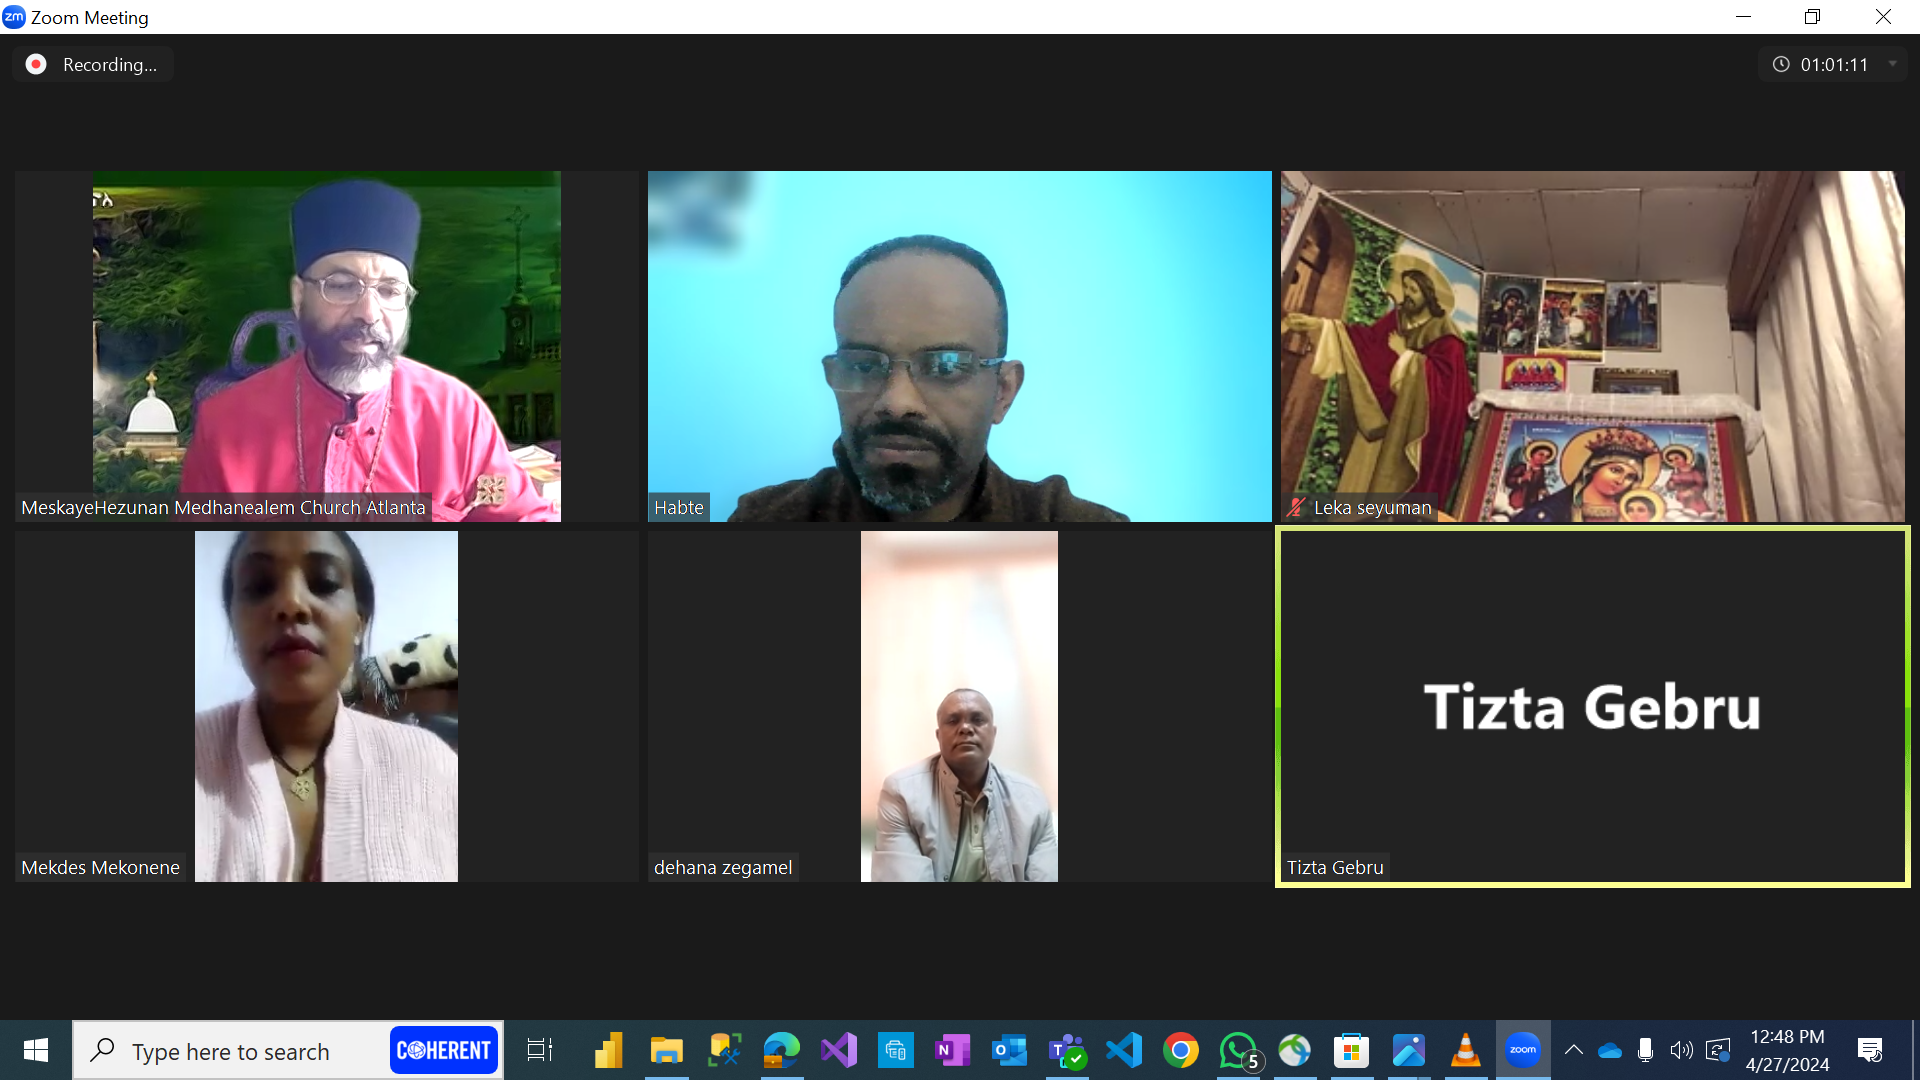 zm Zoom Meeting
Recording...
01:01:11
MeskayeHezunan Medhanealem Church Atlanta
Habte
Leka seyuman
Tizta Gebru
Mekdes Mekonene
dehana zegamel
Tizta Gebru
Type here to search
COHERENT
N
O
T
5
zoom
12:48 PM
4/27/2024